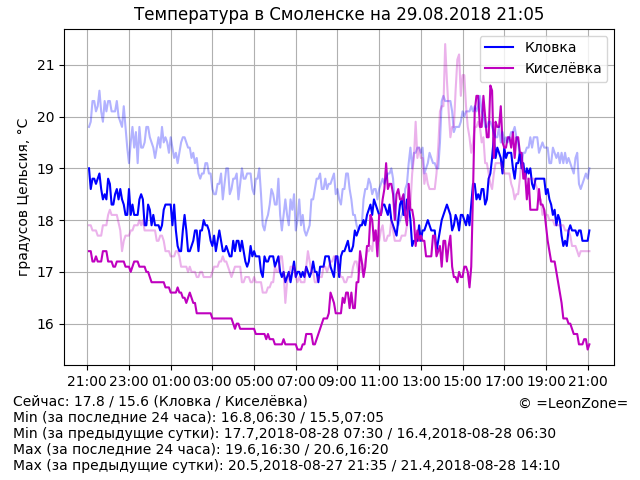 Температура в Смоленске на 29.08.2018 21:05
градусов Цельсия, °C
21
20
19
18
17
16
Кловка
Киселёвка
21:00 23:00 01:00 03:00 05:00 07:00 09:00 11:00 13:00 15:00 17:00 19:00 21:00
Сейчас: 17.8 / 15.6 (Кловка / Киселёвка)
© =LeonZone=
Min (за последние 24 часа): 16.8,06:30 / 15.5,07:05
Min (за предыдущие сутки): 17.7,2018-08-28 07:30 / 16.4,2018-08-28 06:30
Max (за последние 24 часа): 19.6,16:30 / 20.6,16:20
Max (за предыдущие сутки): 20.5,2018-08-27 21:35 / 21.4,2018-08-28 14:10